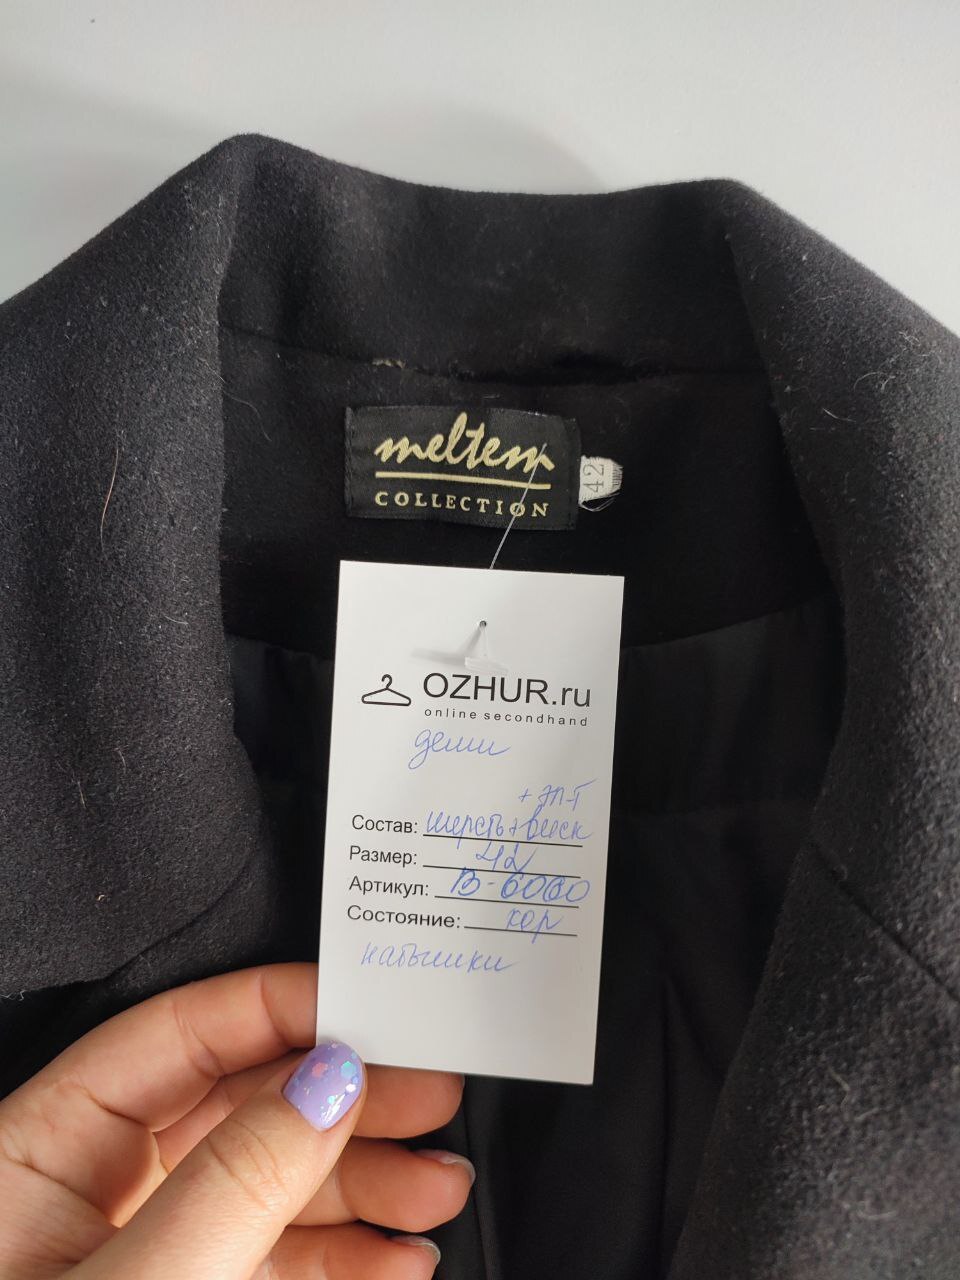 meltem
COLLECTION
42
OZHUR.ru
online secondhand
деми
+ эл-т
Состав: шерсть + виск
Размер: 42
Артикул: В-6060
Состояние: хор
катышки